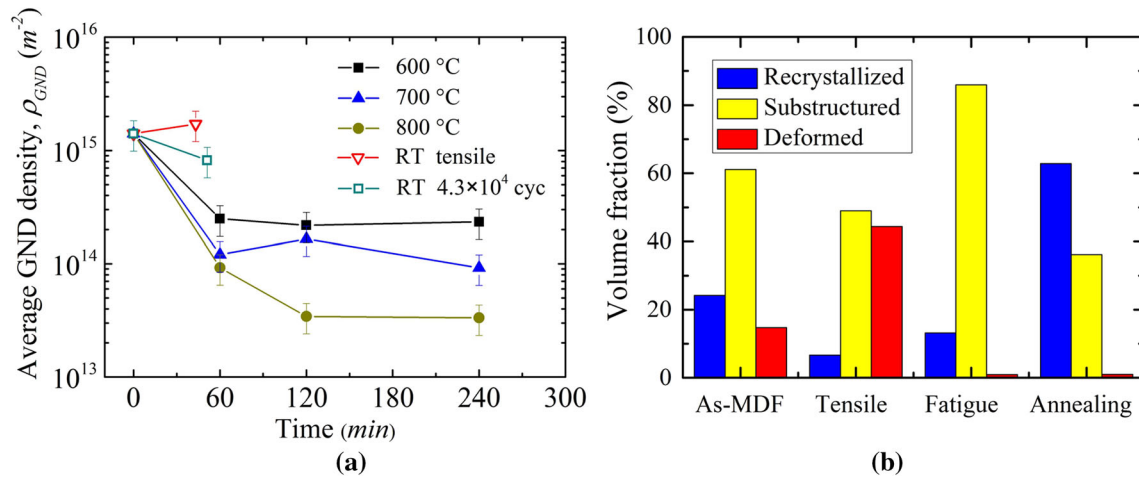 10^16
10^15
10^14
10^13
Average GND density, ρ_GND (m^-2)
600 °C
700 °C
800 °C
RT tensile
RT 4.3×10^4 cyc
0 60 120 180 240 300
Time (min)
(a)
100
80
60
40
20
0
Volume fraction (%)
Recrystallized
Substructured
Deformed
As-MDF Tensile Fatigue Annealing
(b)